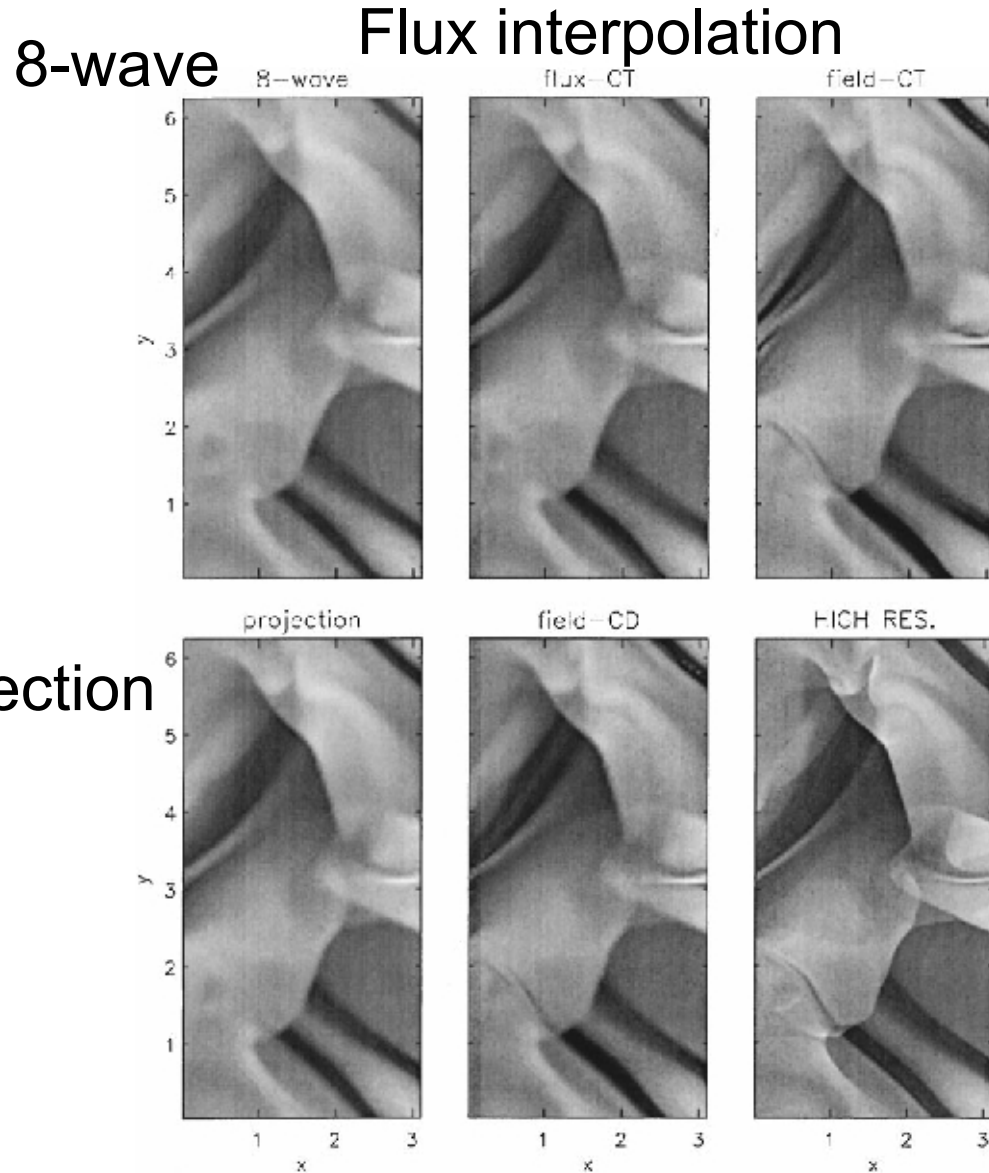 Flux interpolation
8-wave
8-wave
flux-CT
field-CT
6
5
4
3
2
1
y
projection
field-CD
HIGH RES.
ection
6
5
4
3
2
1
y
1 2 3
1 2 3
1 2 3
x
x
x